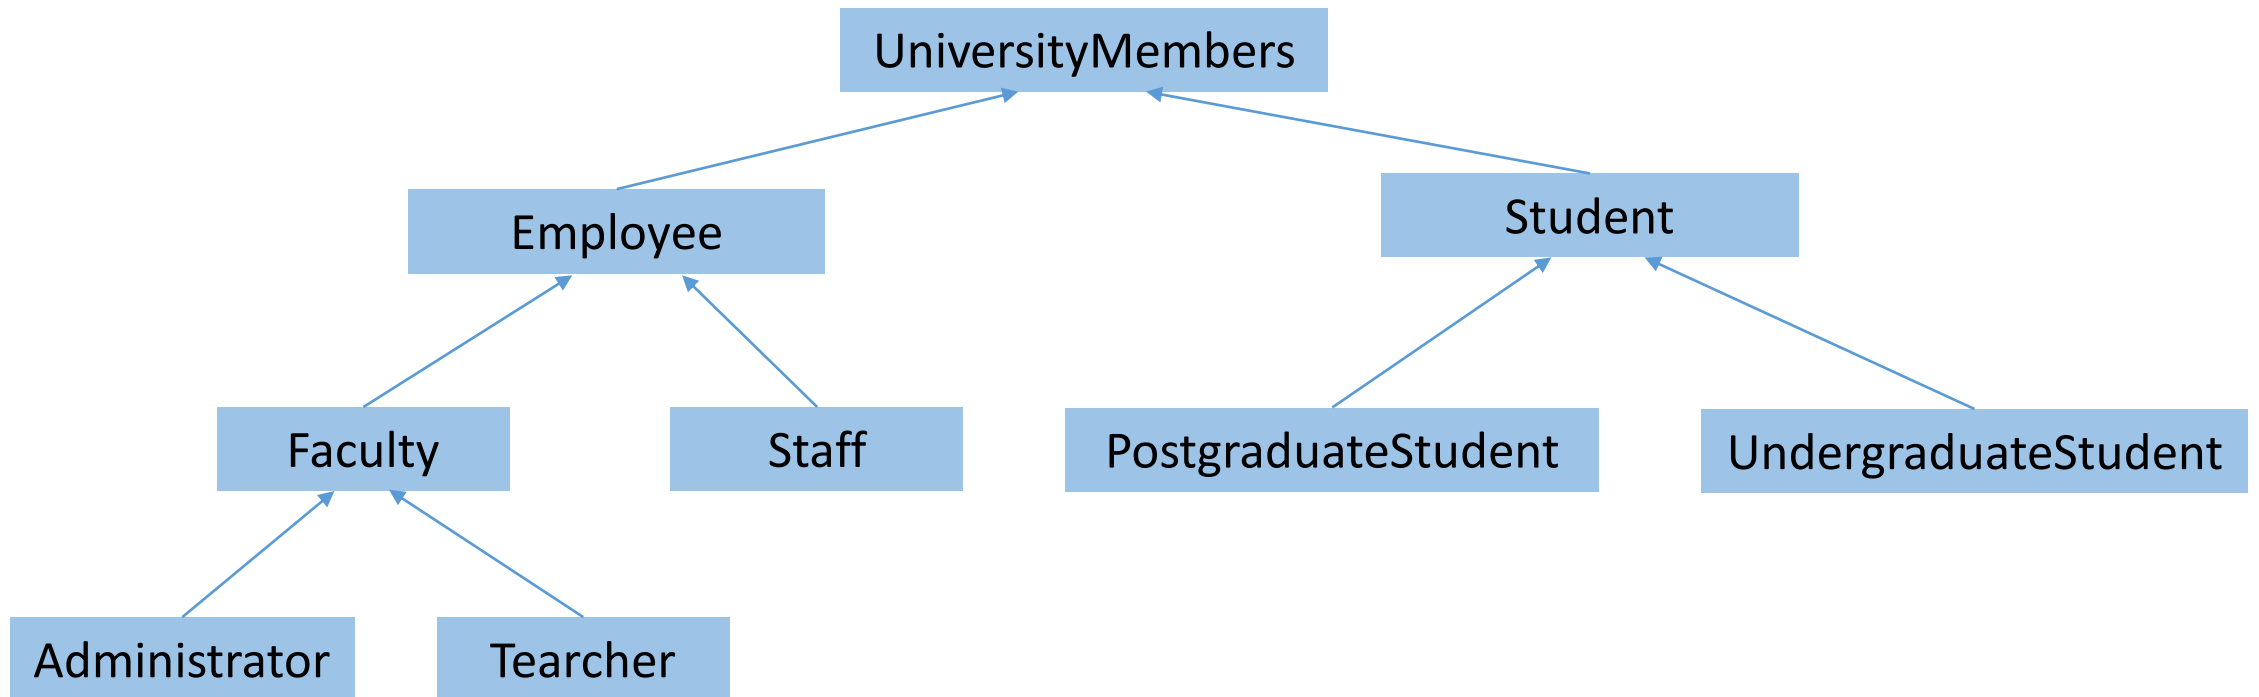 UniversityMembers
Employee
Student
Faculty
Staff
PostgraduateStudent
UndergraduateStudent
Administrator
Tearcher